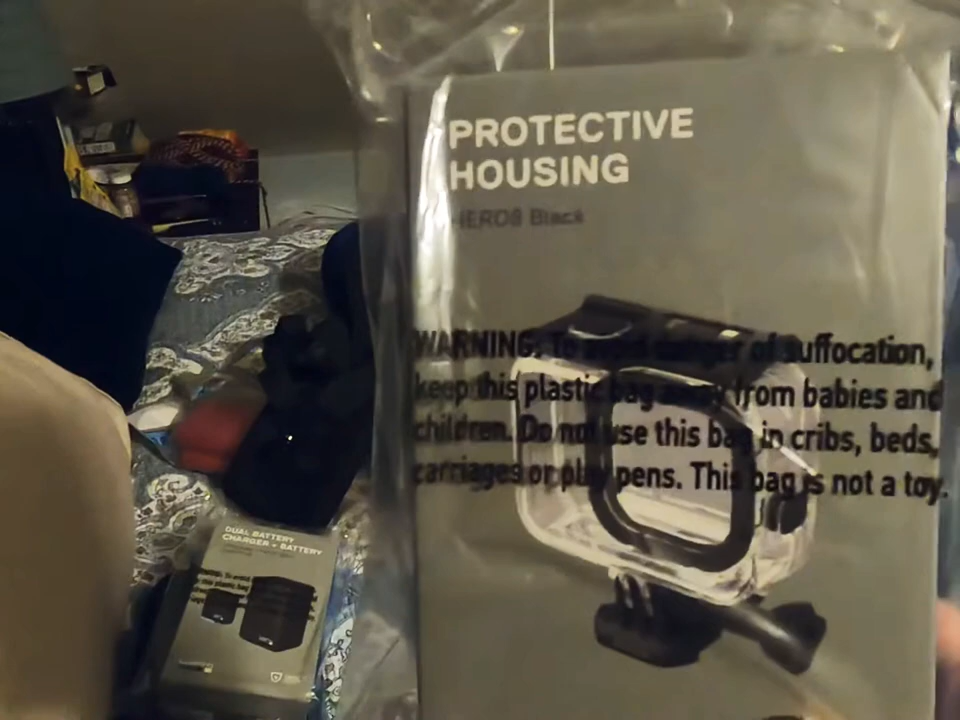 PROTECTIVE
HOUSING
HERO8 Black
WARNING: To avoid danger of suffocation,
keep this plastic bag away from babies and
children. Do not use this bag in cribs, beds,
carriages or play pens. This bag is not a toy.
DUAL BATTERY
CHARGER + BATTERY